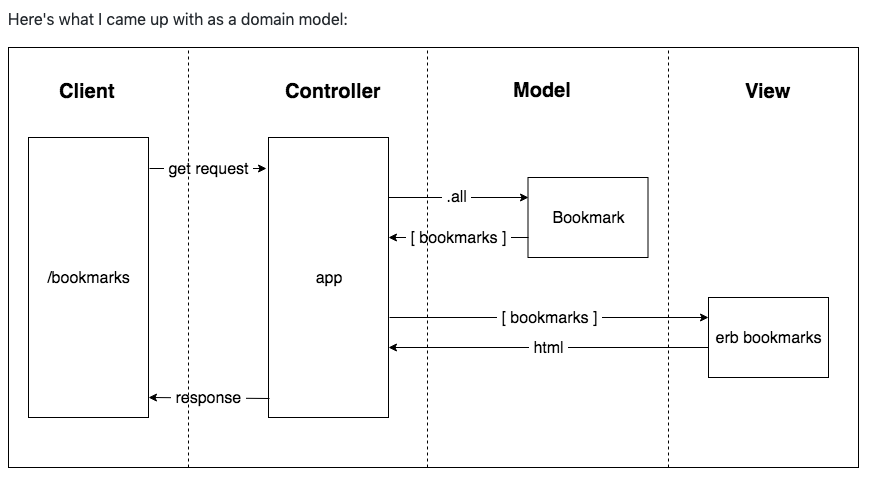 Here's what I came up with as a domain model:
Client
Controller
Model
View
get request
.all
Bookmark
[ bookmarks ]
/bookmarks
app
[ bookmarks ]
erb bookmarks
html
response